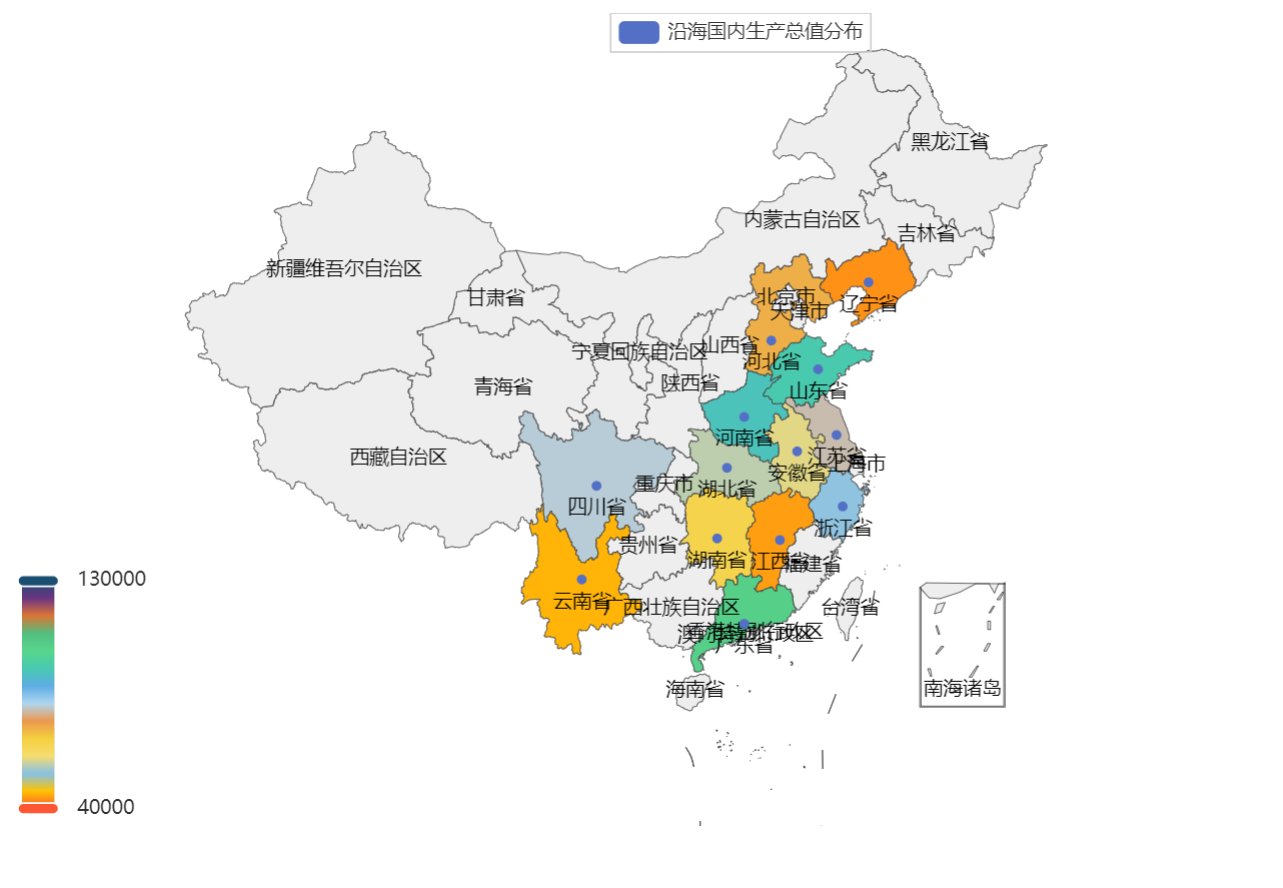 沿海国内生产总值分布
黑龙江省
内蒙古自治区
吉林省
新疆维吾尔自治区
甘肃省
北京市
天津市
辽宁省
宁夏回族自治区
山西省
河北省
青海省
陕西省
山东省
河南省
西藏自治区
江苏省
上海市
安徽省
重庆市
湖北省
四川省
浙江省
贵州省
湖南省
江西省
福建省
云南省
广西壮族自治区
台湾省
香港特别行政区
澳门特别行政区
广东省
海南省
南海诸岛
130000
40000